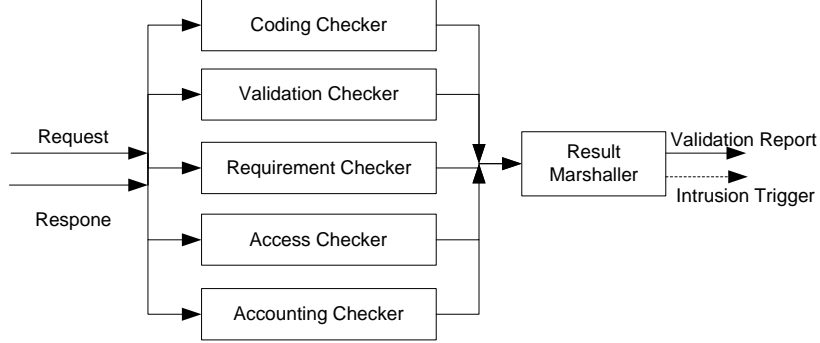 Coding Checker
Validation Checker
Request
Requirement Checker
Respone
Access Checker
Accounting Checker
Result
Marshaller
Validation Report
Intrusion Trigger